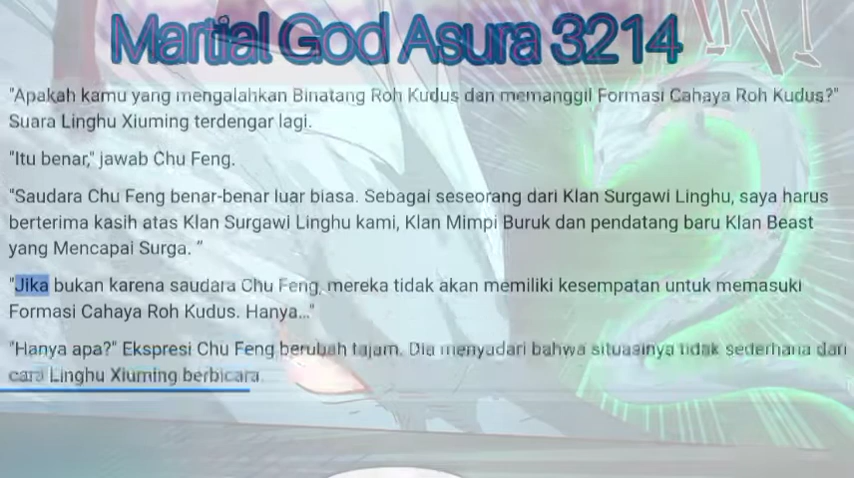 Martial God Asura 3214
"Apakah kamu yang mengalahkan Binatang Roh Kudus dan memanggil Formasi Cahaya Roh Kudus?"
Suara Linghu Xiuming terdengar lagi.
"Itu benar," jawab Chu Feng.
"Saudara Chu Feng benar-benar luar biasa. Sebagai seseorang dari Klan Surgawi Linghu, saya harus
berterima kasih atas Klan Surgawi Linghu kami, Klan Mimpi Buruk dan pendatang baru Klan Beast
yang Mencapai Surga. "
"Jika bukan karena saudara Chu Feng, mereka tidak akan memiliki kesempatan untuk memasuki
Formasi Cahaya Roh Kudus. Hanya..."
"Hanya apa?" Ekspresi Chu Feng berubah tajam. Dia menyadari bahwa situasinya tidak sederhana dari
cara Linghu Xiuming berbicara.